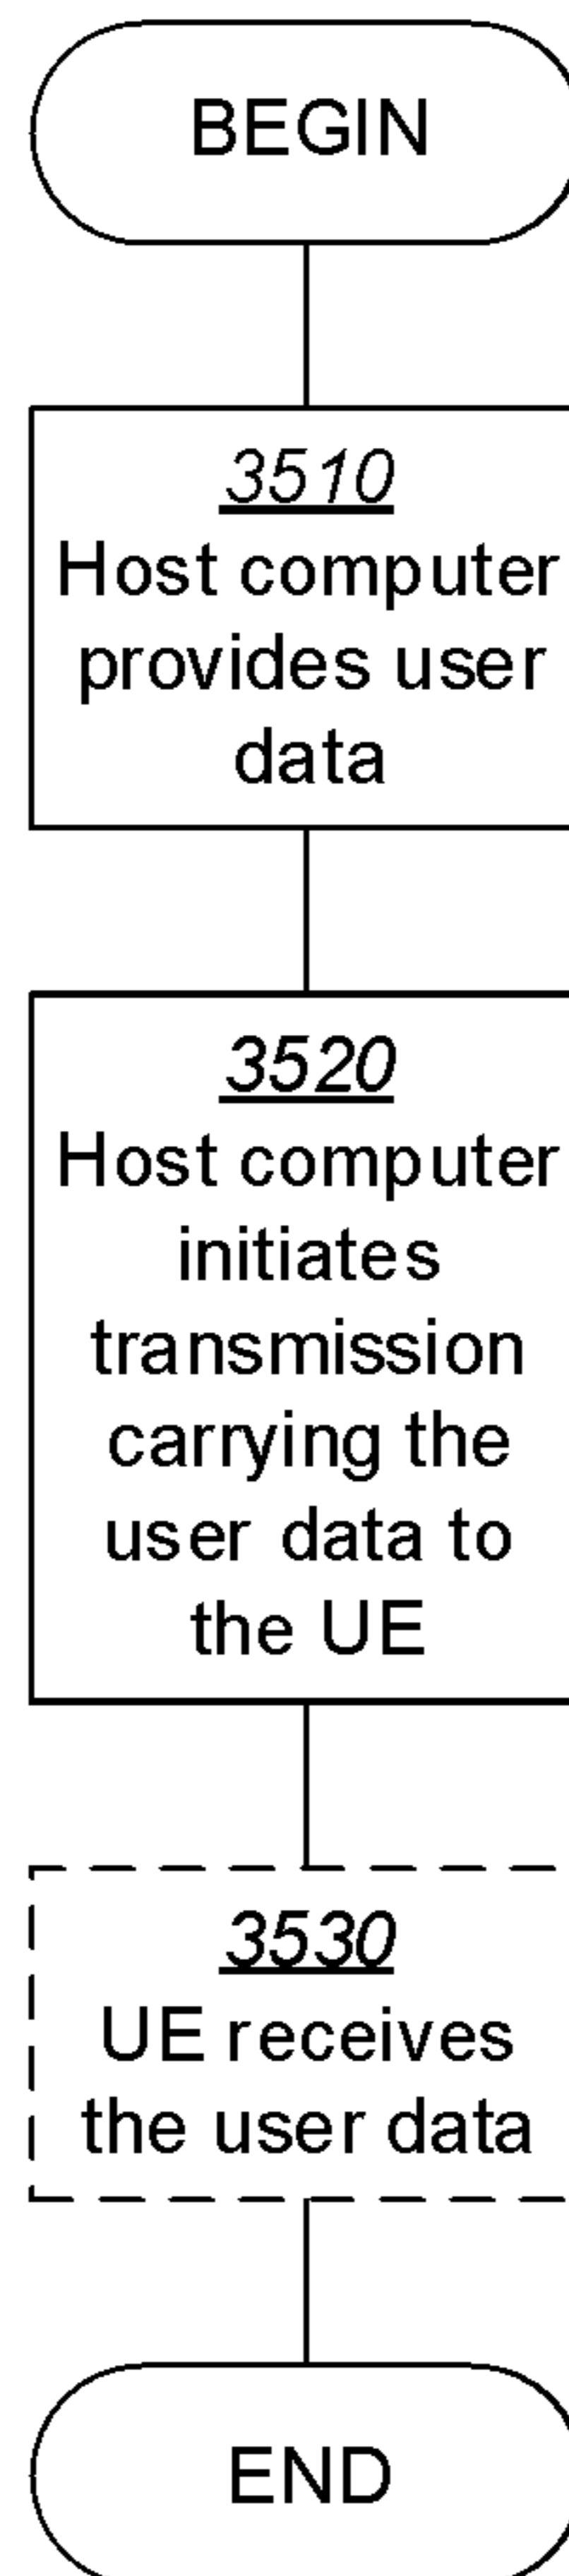 BEGIN
3510
Host computer
provides user
data
3520
Host computer
initiates
transmission
carrying the
user data to
the UE
3530
UE receives
the user data
END